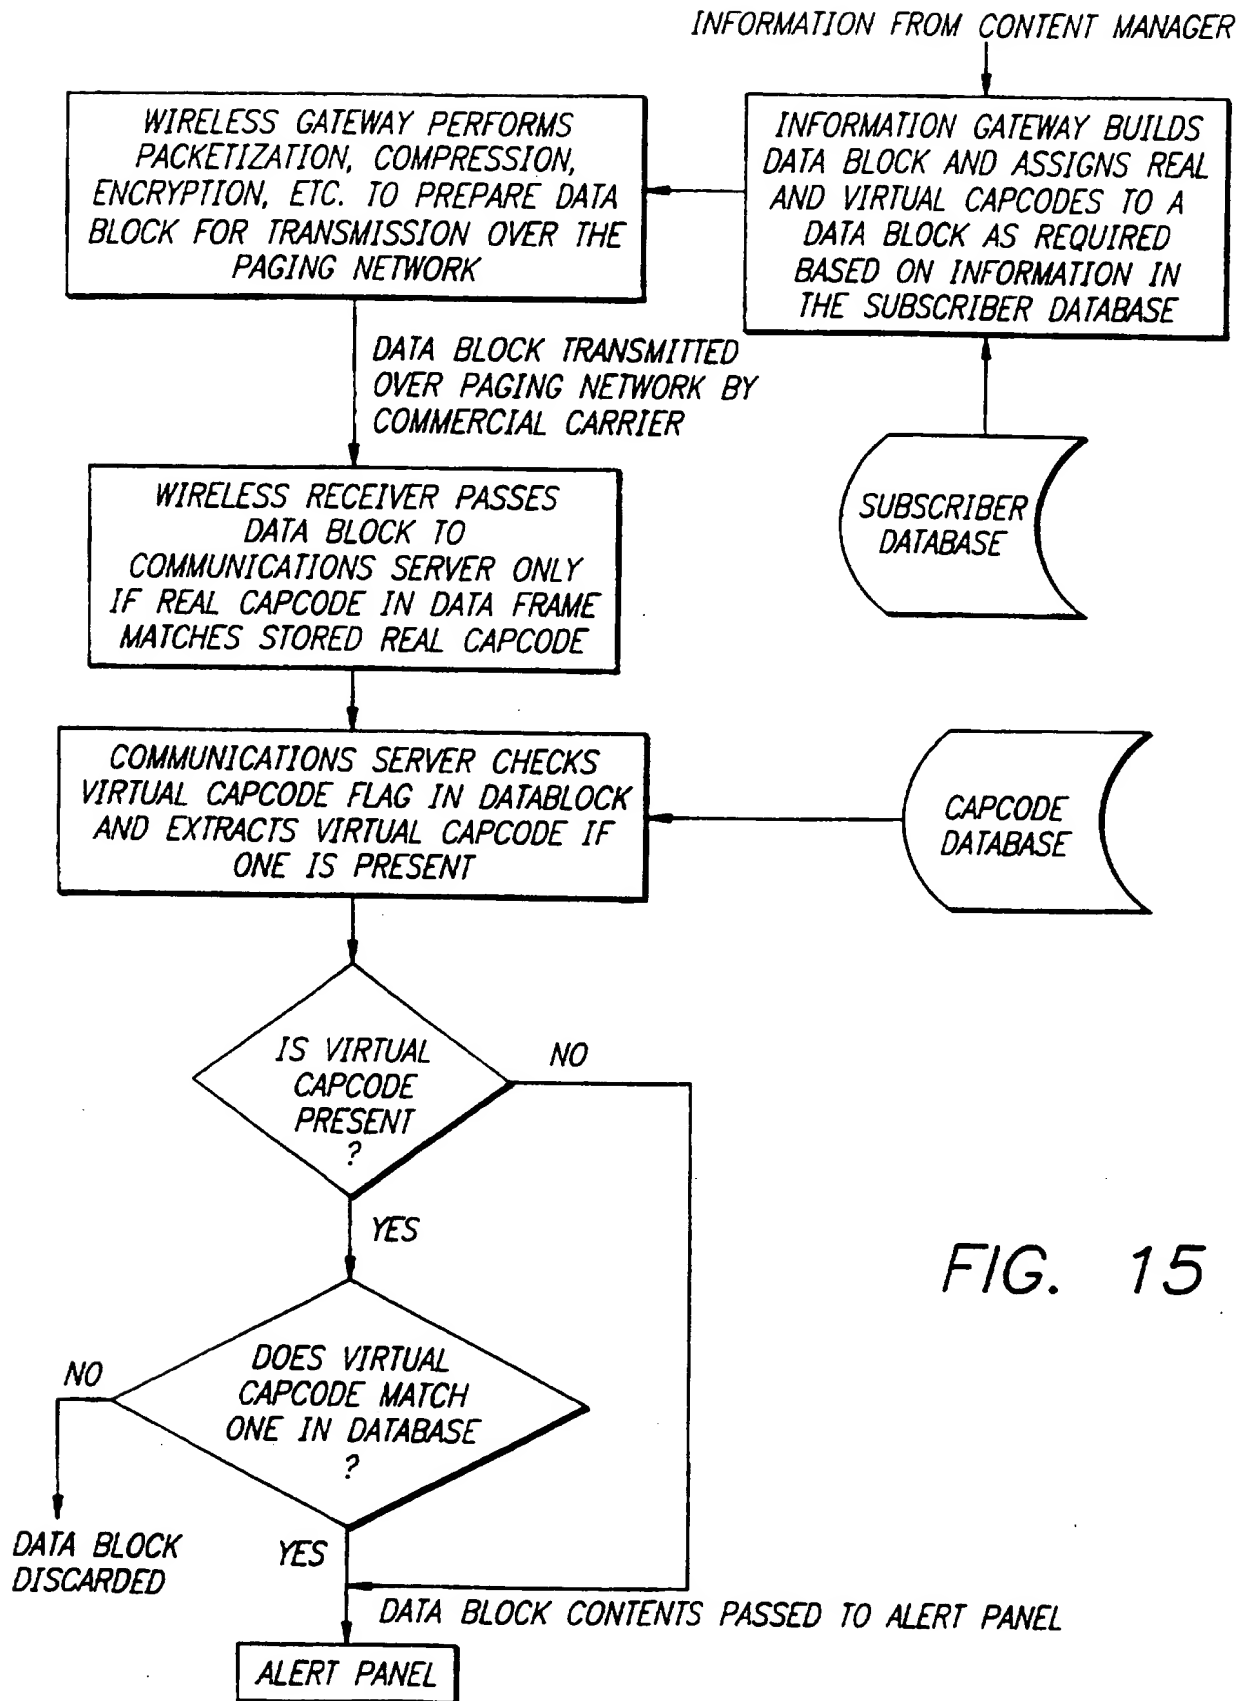 INFORMATION FROM CONTENT MANAGER
INFORMATION GATEWAY BUILDS
DATA BLOCK AND ASSIGNS REAL
AND VIRTUAL CAPCODES TO A
DATA BLOCK AS REQUIRED
BASED ON INFORMATION IN
THE SUBSCRIBER DATABASE
WIRELESS GATEWAY PERFORMS
PACKETIZATION, COMPRESSION,
ENCRYPTION, ETC. TO PREPARE DATA
BLOCK FOR TRANSMISSION OVER THE
PAGING NETWORK
DATA BLOCK TRANSMITTED
OVER PAGING NETWORK BY
COMMERCIAL CARRIER
SUBSCRIBER
DATABASE
WIRELESS RECEIVER PASSES
DATA BLOCK TO
COMMUNICATIONS SERVER ONLY
IF REAL CAPCODE IN DATA FRAME
MATCHES STORED REAL CAPCODE
COMMUNICATIONS SERVER CHECKS
VIRTUAL CAPCODE FLAG IN DATABLOCK
AND EXTRACTS VIRTUAL CAPCODE IF
ONE IS PRESENT
CAPCODE
DATABASE
IS VIRTUAL
CAPCODE
PRESENT
?
NO
YES
DOES VIRTUAL
CAPCODE MATCH
ONE IN DATABASE
?
NO
DATA BLOCK
DISCARDED
YES
DATA BLOCK CONTENTS PASSED TO ALERT PANEL
ALERT PANEL
FIG. 15